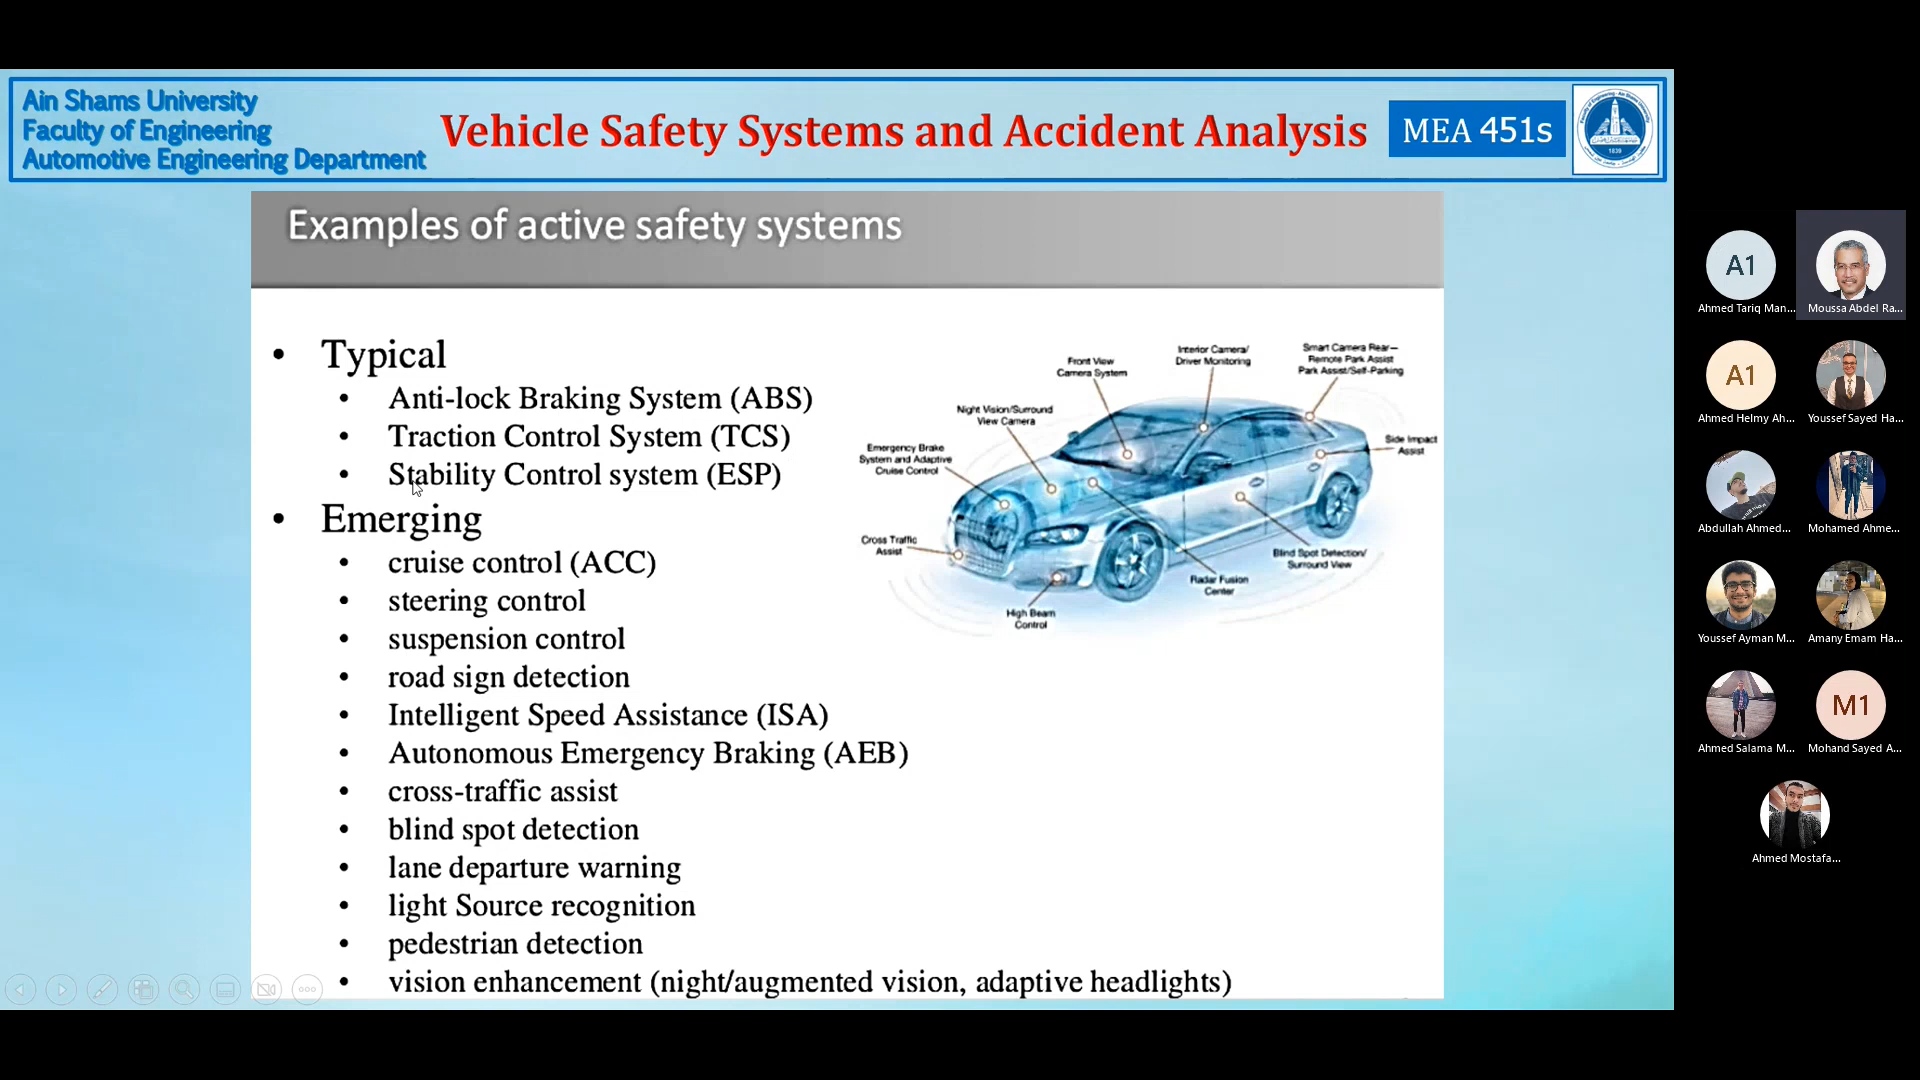 Ain Shams University
Faculty of Engineering
Automotive Engineering Department
Vehicle Safety Systems and Accident Analysis
MEA 451s
Examples of active safety systems
• Typical
• Anti-lock Braking System (ABS)
• Traction Control System (TCS)
• Stability Control system (ESP)
• Emerging
• cruise control (ACC)
• steering control
• suspension control
• road sign detection
• Intelligent Speed Assistance (ISA)
• Autonomous Emergency Braking (AEB)
• cross-traffic assist
• blind spot detection
• lane departure warning
• light Source recognition
• pedestrian detection
• vision enhancement (night/augmented vision, adaptive headlights)
Front View
Camera System
Interior Camera/
Driver Monitoring
Smart Camera Rear—
Remote Park Assist
Park Assist/Self-Parking
Night Vision/Surround
View Camera
Emergency Brake
System and Adaptive
Cruise Control
Side Impact
Assist
Cross Traffic
Assist
Blind Spot Detection/
Surround View
Radar Fusion
Center
High Beam
Control
A1
Ahmed Tariq Man...
Moussa Abdel Ra...
A1
Ahmed Helmy Ah...
Youssef Sayed Ha...
Abdullah Ahmed...
Mohamed Ahme...
Youssef Ayman M...
Amany Emam Ha...
Ahmed Salama M...
M1
Mohand Sayed A...
Ahmed Mostafa...